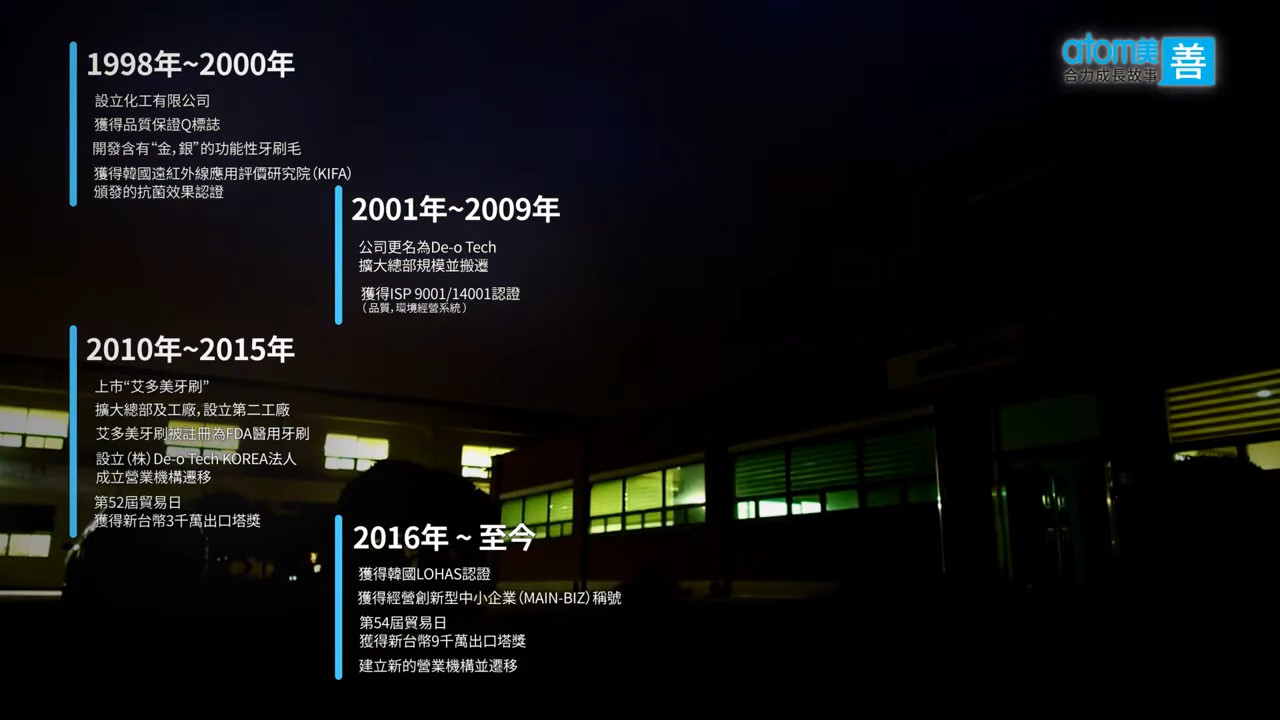 atom美
合力成長故事
善
1998年~2000年
設立化工有限公司
獲得品質保證Q標誌
開發含有“金, 銀”的功能性牙刷毛
獲得韓國遠紅外線應用評價研究院(KIFA)
頒發的抗菌效果認證
2001年~2009年
公司更名為De-o Tech
擴大總部規模並搬遷
獲得ISP 9001/14001認證
(品質, 環境經營系統)
2010年~2015年
上市“艾多美牙刷”
擴大總部及工廠, 設立第二工廠
艾多美牙刷被註冊為FDA醫用牙刷
設立(株) De-o Tech KOREA法人
成立營業機構遷移
第52屆貿易日
獲得新台幣3千萬出口塔獎
2016年 ~ 至今
獲得韓國LOHAS認證
獲得經營創新型中小企業(MAIN-BIZ)稱號
第54屆貿易日
獲得新台幣9千萬出口塔獎
建立新的營業機構並遷移